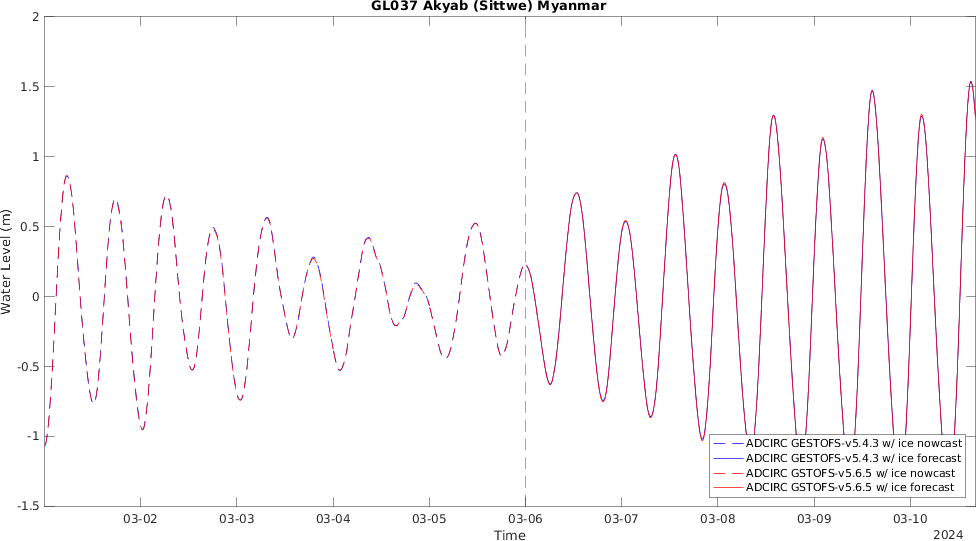 GL037 Akyab (Sittwe) Myanmar
2
1.5
1
0.5
0
-0.5
-1
-1.5
Water Level (m)
ADCIRC GESTOFS-v5.4.3 w/ ice nowcast
ADCIRC GESTOFS-v5.4.3 w/ ice forecast
ADCIRC GSTOFS-v5.6.5 w/ ice nowcast
ADCIRC GSTOFS-v5.6.5 w/ ice forecast
03-02 03-03 03-04 03-05 03-06 03-07 03-08 03-09 03-10
Time
2024